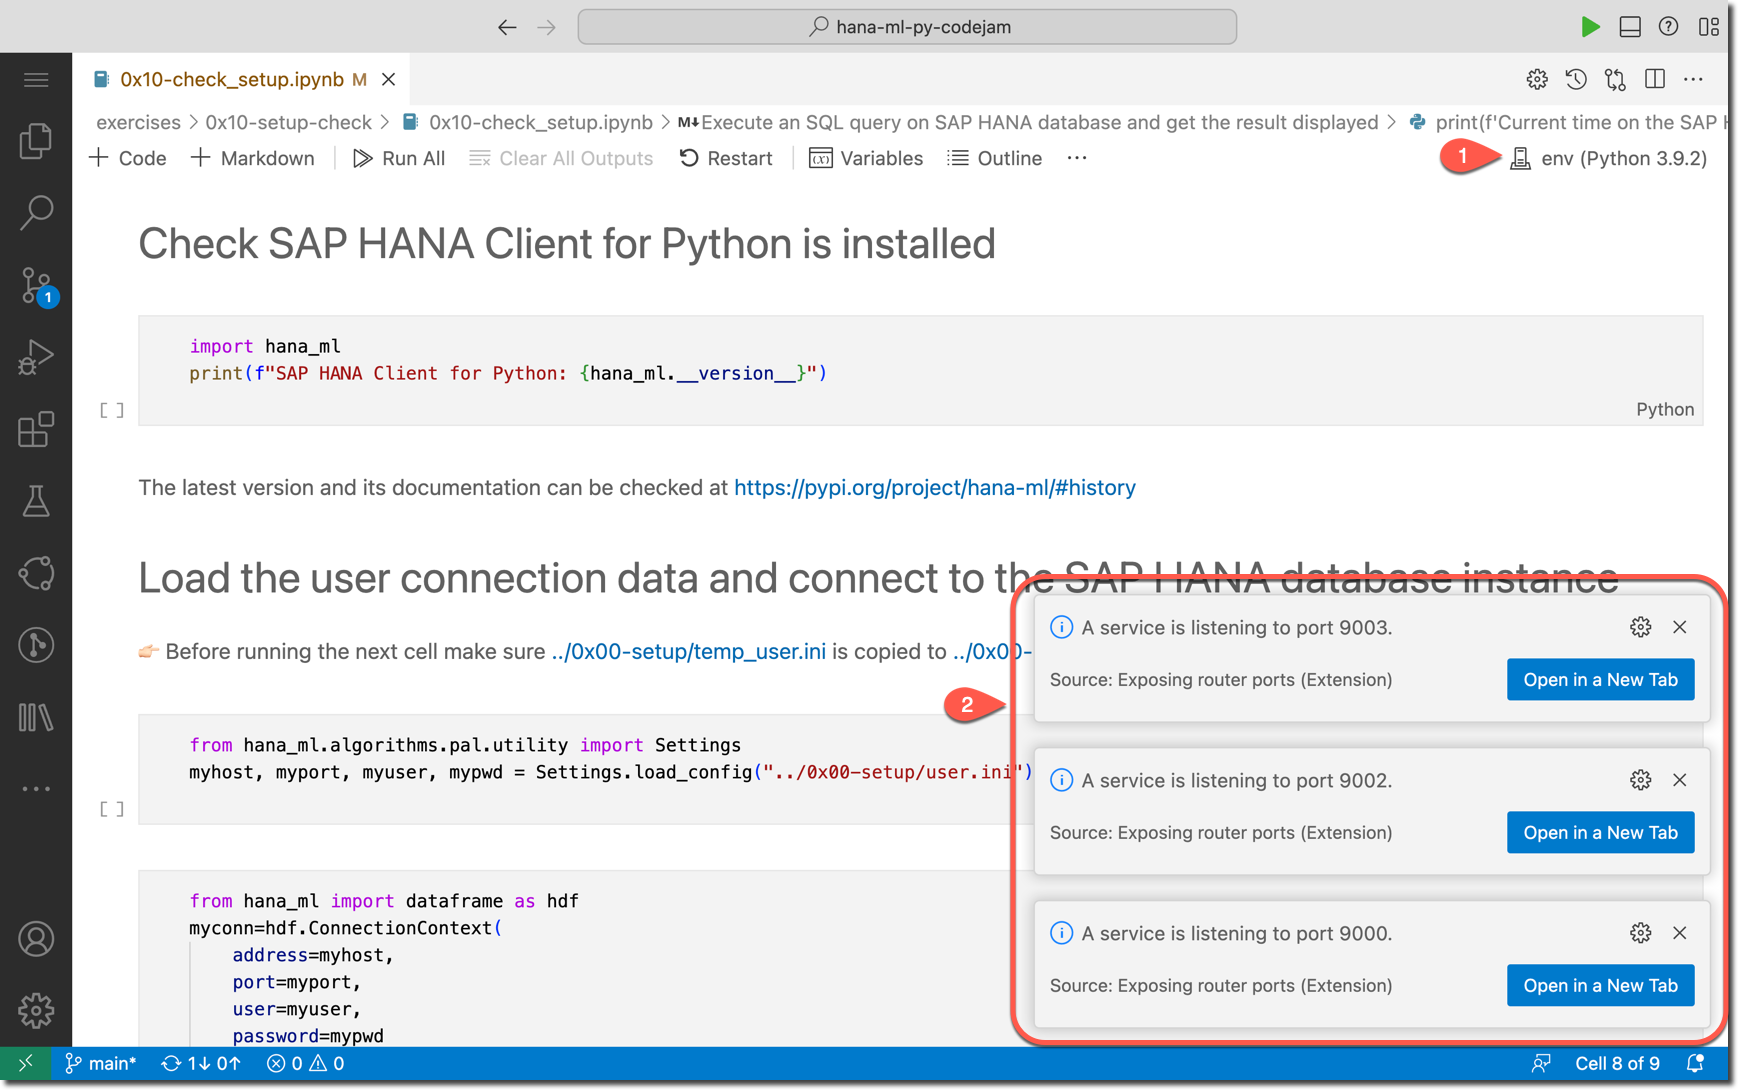 hana-ml-py-codejam
0x10-check_setup.ipynb M
exercises > 0x10-setup-check > 0x10-check_setup.ipynb > M↓Execute an SQL query on SAP HANA database and get the result displayed > print(f'Current time on the SAP H
+ Code + Markdown Run All Clear All Outputs Restart Variables Outline ... 1 env (Python 3.9.2)
Check SAP HANA Client for Python is installed
1
import hana_ml
print(f"SAP HANA Client for Python: {hana_ml.__version__}")
[ ]
Python
The latest version and its documentation can be checked at https://pypi.org/project/hana-ml/#history
Load the user connection data and connect to the SAP HANA database instance
👉 Before running the next cell make sure ../0x00-setup/temp_user.ini is copied to ../0x00-
2
from hana_ml.algorithms.pal.utility import Settings
myhost, myport, myuser, mypwd = Settings.load_config("../0x00-setup/user.ini")
[ ]
from hana_ml import dataframe as hdf
myconn=hdf.ConnectionContext(
address=myhost,
port=myport,
user=myuser,
password=mypwd
A service is listening to port 9003.
Source: Exposing router ports (Extension)
Open in a New Tab
A service is listening to port 9002.
Source: Exposing router ports (Extension)
Open in a New Tab
A service is listening to port 9000.
Source: Exposing router ports (Extension)
Open in a New Tab
main* 1↓ 0↑ 0 0 Cell 8 of 9